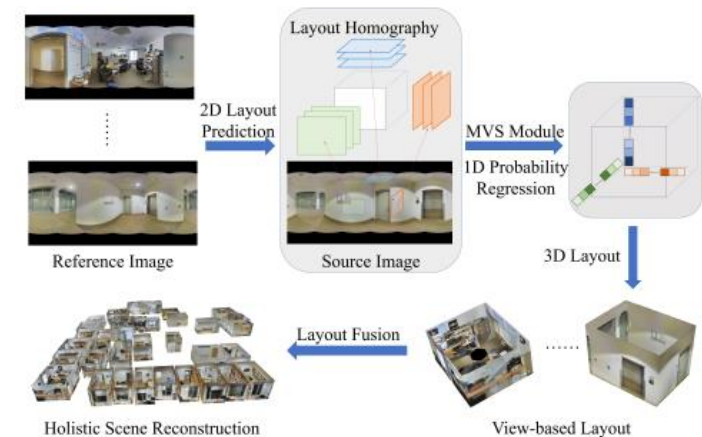 Layout Homography
2D Layout
Prediction
MVS Module
1D Probability
Regression
......
Reference Image
Source Image
3D Layout
Layout Fusion
......
Holistic Scene Reconstruction
View-based Layout